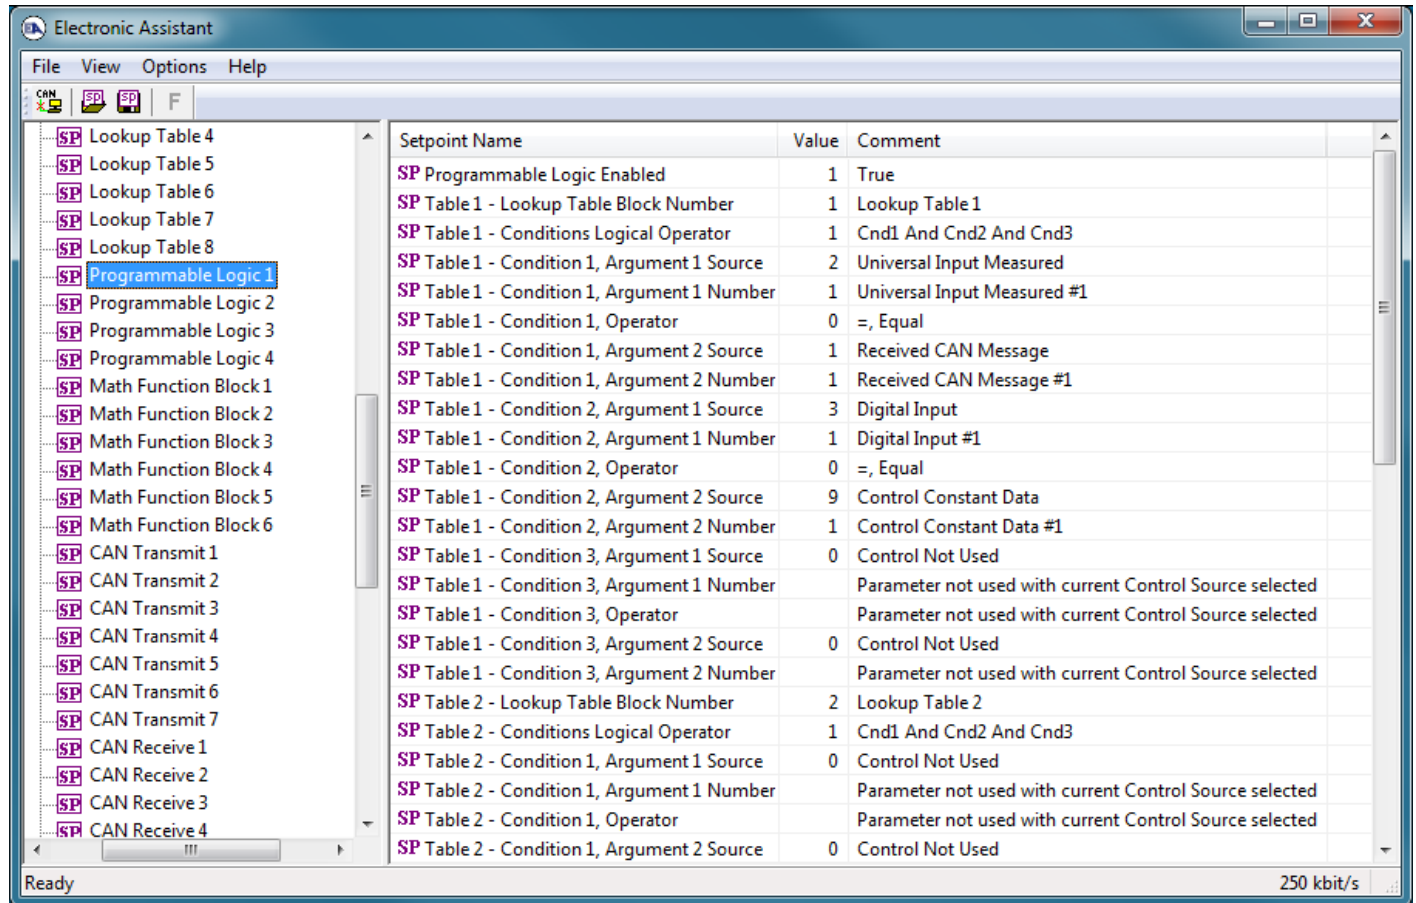 Electronic Assistant
File View Options Help
CAN SP SP F
SP Lookup Table 4
SP Lookup Table 5
SP Lookup Table 6
SP Lookup Table 7
SP Lookup Table 8
SP Programmable Logic 1
SP Programmable Logic 2
SP Programmable Logic 3
SP Programmable Logic 4
SP Math Function Block 1
SP Math Function Block 2
SP Math Function Block 3
SP Math Function Block 4
SP Math Function Block 5
SP Math Function Block 6
SP CAN Transmit 1
SP CAN Transmit 2
SP CAN Transmit 3
SP CAN Transmit 4
SP CAN Transmit 5
SP CAN Transmit 6
SP CAN Transmit 7
SP CAN Receive 1
SP CAN Receive 2
SP CAN Receive 3
SP CAN Receive 4
Setpoint Name Value Comment
SP Programmable Logic Enabled 1 True
SP Table 1 - Lookup Table Block Number 1 Lookup Table 1
SP Table 1 - Conditions Logical Operator 1 Cnd1 And Cnd2 And Cnd3
SP Table 1 - Condition 1, Argument 1 Source 2 Universal Input Measured
SP Table 1 - Condition 1, Argument 1 Number 1 Universal Input Measured #1
SP Table 1 - Condition 1, Operator 0 =, Equal
SP Table 1 - Condition 1, Argument 2 Source 1 Received CAN Message
SP Table 1 - Condition 1, Argument 2 Number 1 Received CAN Message #1
SP Table 1 - Condition 2, Argument 1 Source 3 Digital Input
SP Table 1 - Condition 2, Argument 1 Number 1 Digital Input #1
SP Table 1 - Condition 2, Operator 0 =, Equal
SP Table 1 - Condition 2, Argument 2 Source 9 Control Constant Data
SP Table 1 - Condition 2, Argument 2 Number 1 Control Constant Data #1
SP Table 1 - Condition 3, Argument 1 Source 0 Control Not Used
SP Table 1 - Condition 3, Argument 1 Number Parameter not used with current Control Source selected
SP Table 1 - Condition 3, Operator Parameter not used with current Control Source selected
SP Table 1 - Condition 3, Argument 2 Source 0 Control Not Used
SP Table 1 - Condition 3, Argument 2 Number Parameter not used with current Control Source selected
SP Table 2 - Lookup Table Block Number 2 Lookup Table 2
SP Table 2 - Conditions Logical Operator 1 Cnd1 And Cnd2 And Cnd3
SP Table 2 - Condition 1, Argument 1 Source 0 Control Not Used
SP Table 2 - Condition 1, Argument 1 Number Parameter not used with current Control Source selected
SP Table 2 - Condition 1, Operator Parameter not used with current Control Source selected
SP Table 2 - Condition 1, Argument 2 Source 0 Control Not Used
Ready 250 kbit/s